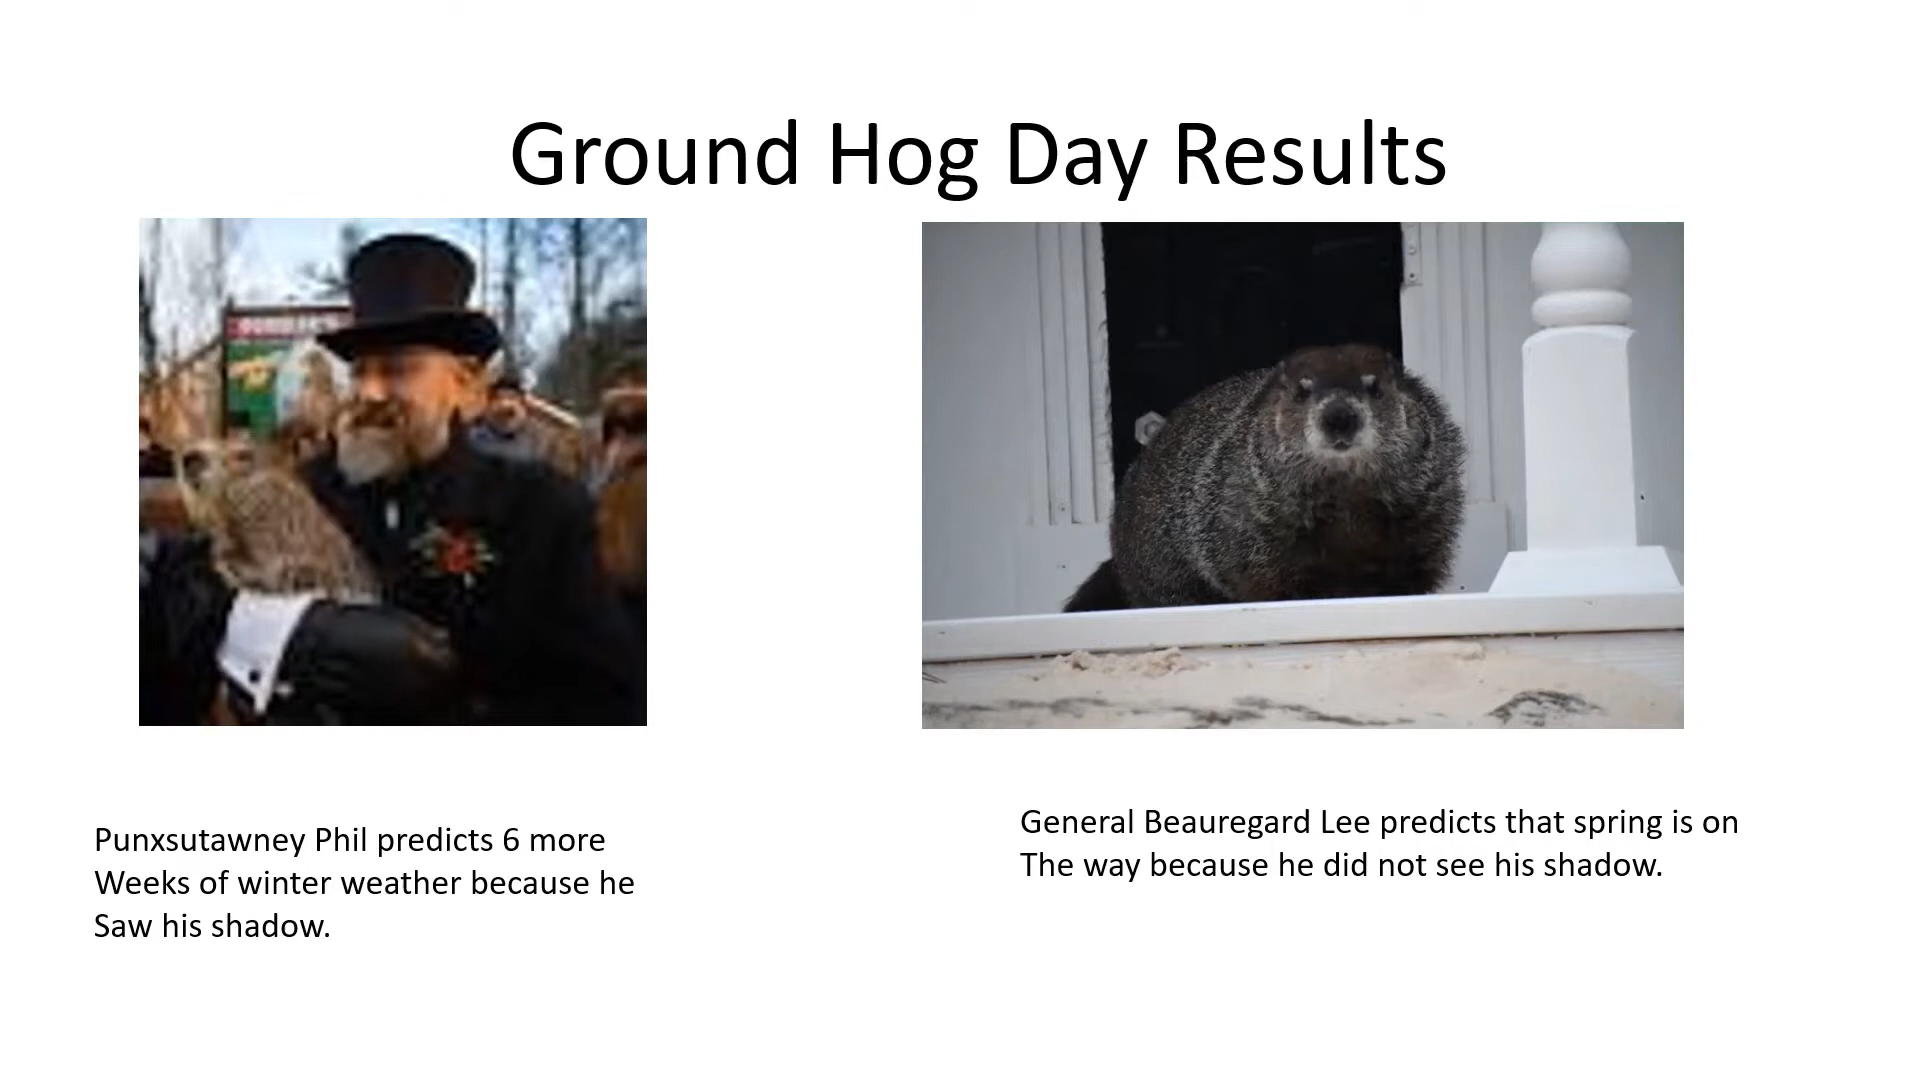 Ground Hog Day Results
Punxsutawney Phil predicts 6 more
Weeks of winter weather because he
Saw his shadow.
General Beauregard Lee predicts that spring is on
The way because he did not see his shadow.